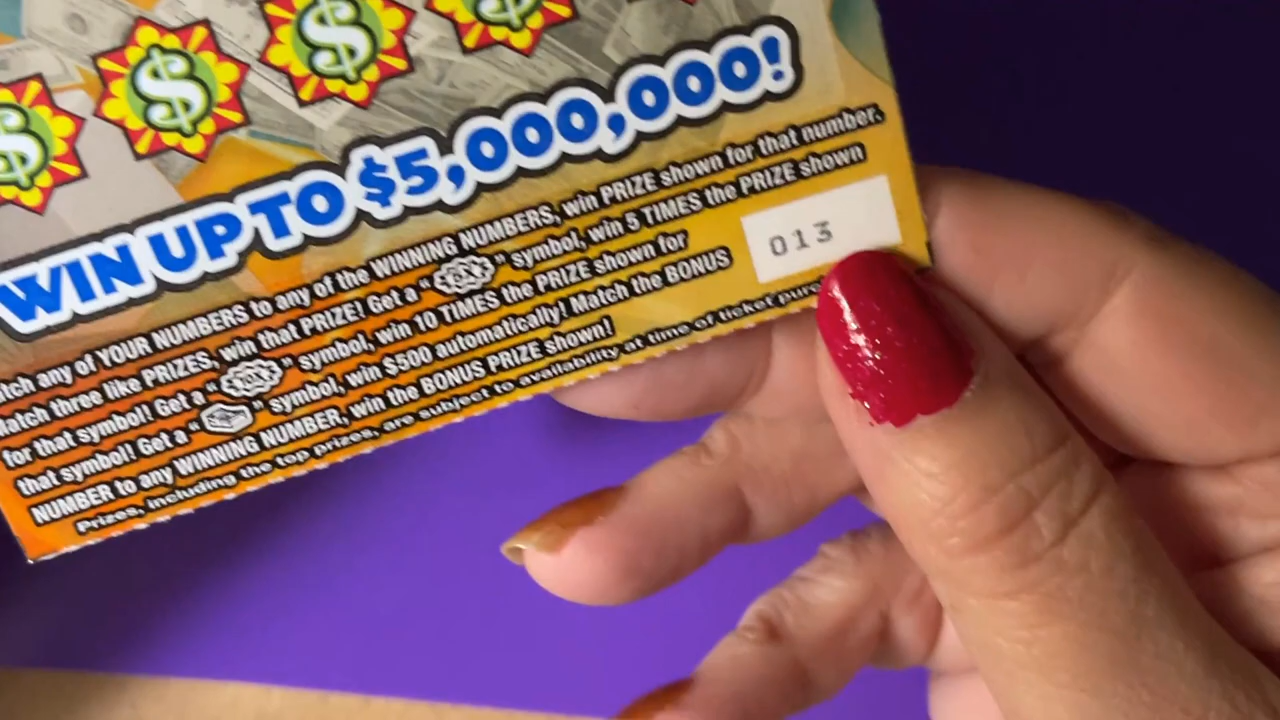 $ $ $ $
WIN UP TO $5,000,000!
any of YOUR NUMBERS to any of the WINNING NUMBERS, win PRIZE shown for that number.
three like PRIZES, win that PRIZE! Get a " " symbol, win 5 TIMES the PRIZE shown
for that symbol! Get a " " symbol, win 10 TIMES the PRIZE shown for
that symbol! Get a " " symbol, win $500 automatically! Match the BONUS
NUMBER to any WINNING NUMBER, win the BONUS PRIZE shown!
Prizes, including the top prizes, are subject to availability at time of ticket
013